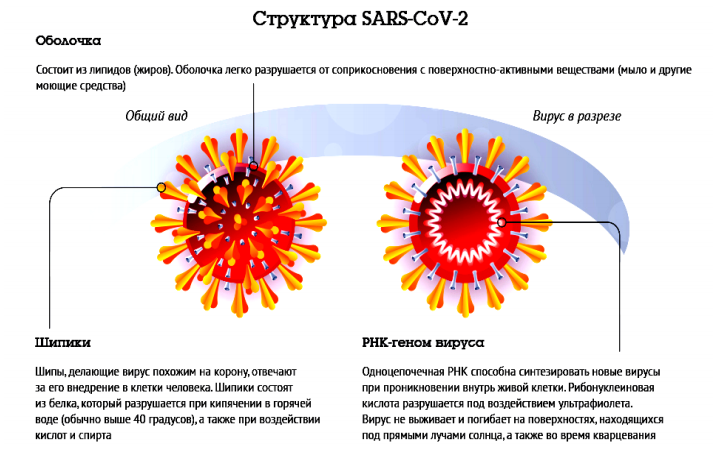 Структура SARS-CoV-2
Оболочка
Состоит из липидов (жиров). Оболочка легко разрушается от соприкосновения с поверхностно-активными веществами (мыло и другие
моющие средства)
Общий вид
Вирус в разрезе
Шипики
Шипы, делающие вирус похожим на корону, отвечают
за его внедрение в клетки человека. Шипики состоят
из белка, который разрушается при кипячении в горячей
воде (обычно выше 40 градусов), а также при воздействии
кислот и спирта
РНК-геном вируса
Одноцепочечная РНК способна синтезировать новые вирусы
при проникновении внутрь живой клетки. Рибонуклеиновая
кислота разрушается под воздействием ультрафиолета.
Вирус не выживает и погибает на поверхностях, находящихся
под прямыми лучами солнца, а также во время кварцевания